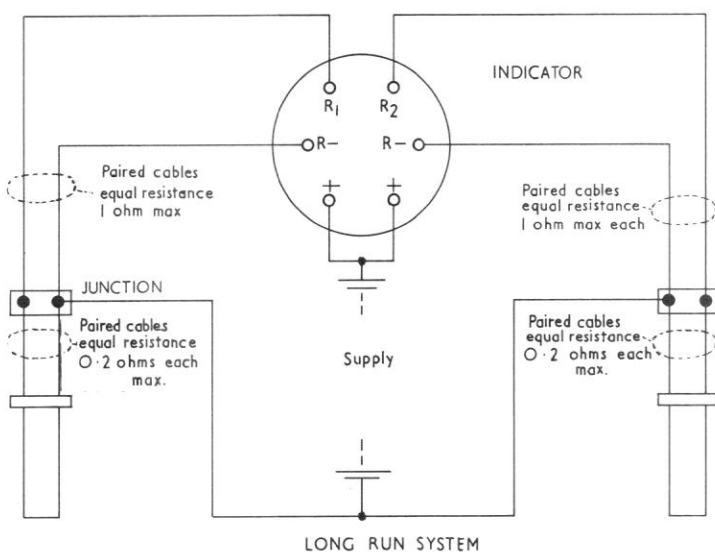 INDICATOR
R1 R2
R- R-
+ +
Paired cables
equal resistance
1 ohm max
Paired cables
equal resistance
1 ohm max each
JUNCTION
Paired cables
equal resistance
0·2 ohms each
max.
Supply
Paired cables
equal resistance
0·2 ohms each
max.
LONG RUN SYSTEM